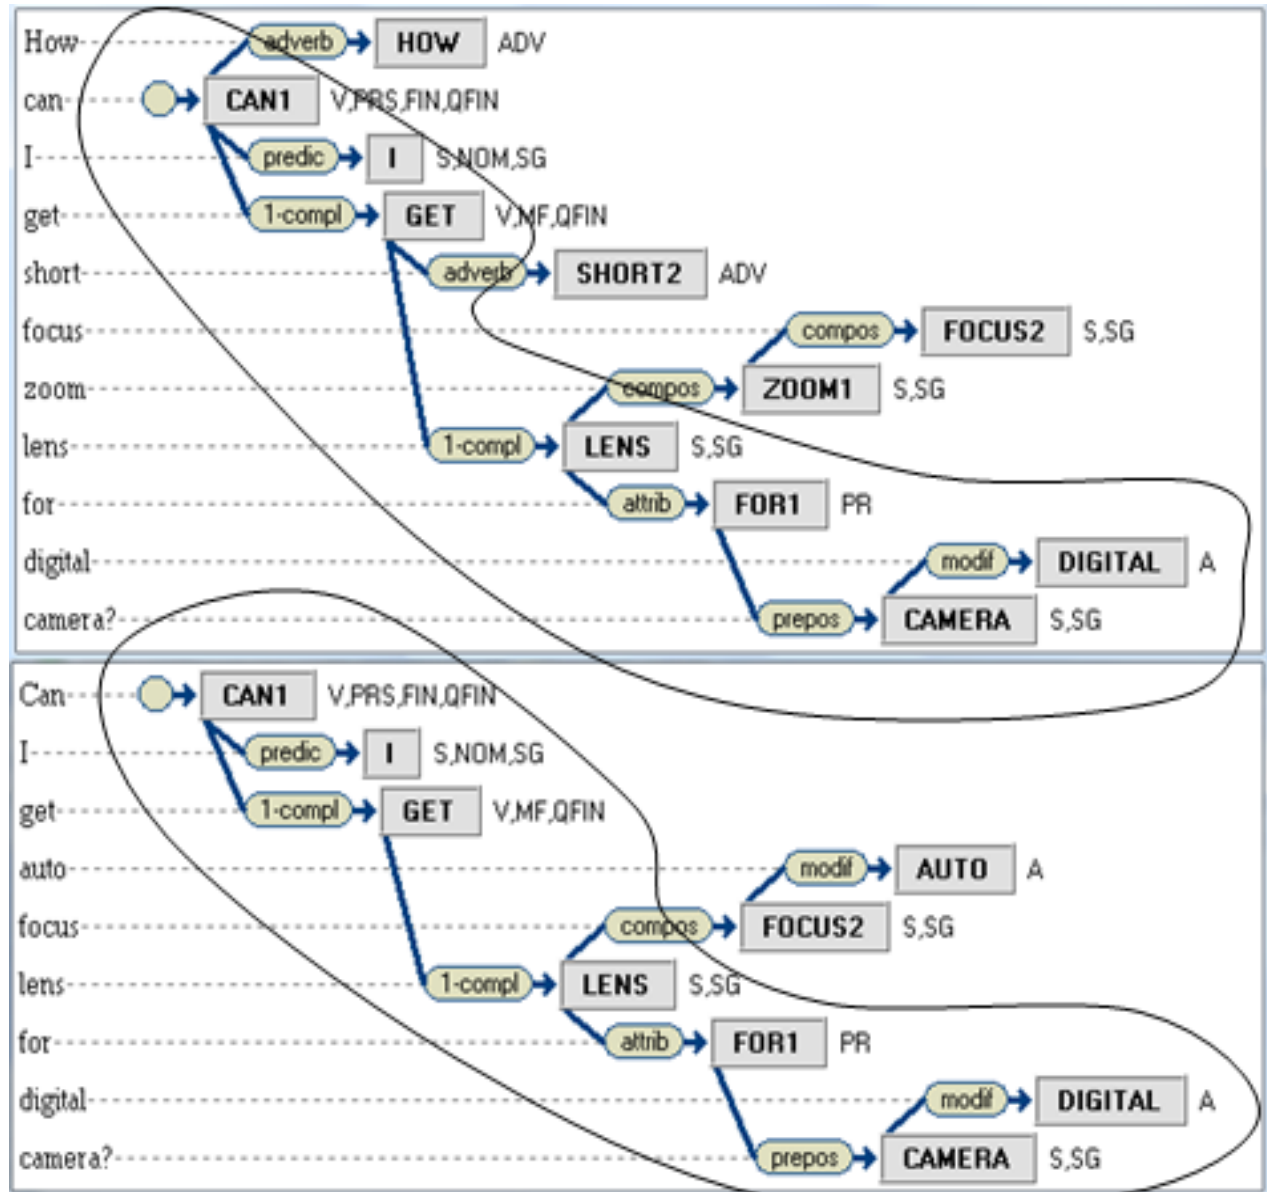 How adverb HOW ADV
can CAN1 V,PRS,FIN,QFIN
I predic I S,NOM,SG
get 1-compl GET V,MF,QFIN
short adverb SHORT2 ADV
focus compos FOCUS2 S,SG
zoom compos ZOOM1 S,SG
lens 1-compl LENS S,SG
for attrib FOR1 PR
digital modif DIGITAL A
camera? prepos CAMERA S,SG
Can CAN1 V,PRS,FIN,QFIN
I predic I S,NOM,SG
get 1-compl GET V,MF,QFIN
auto modif AUTO A
focus compos FOCUS2 S,SG
lens 1-compl LENS S,SG
for attrib FOR1 PR
digital modif DIGITAL A
camera? prepos CAMERA S,SG